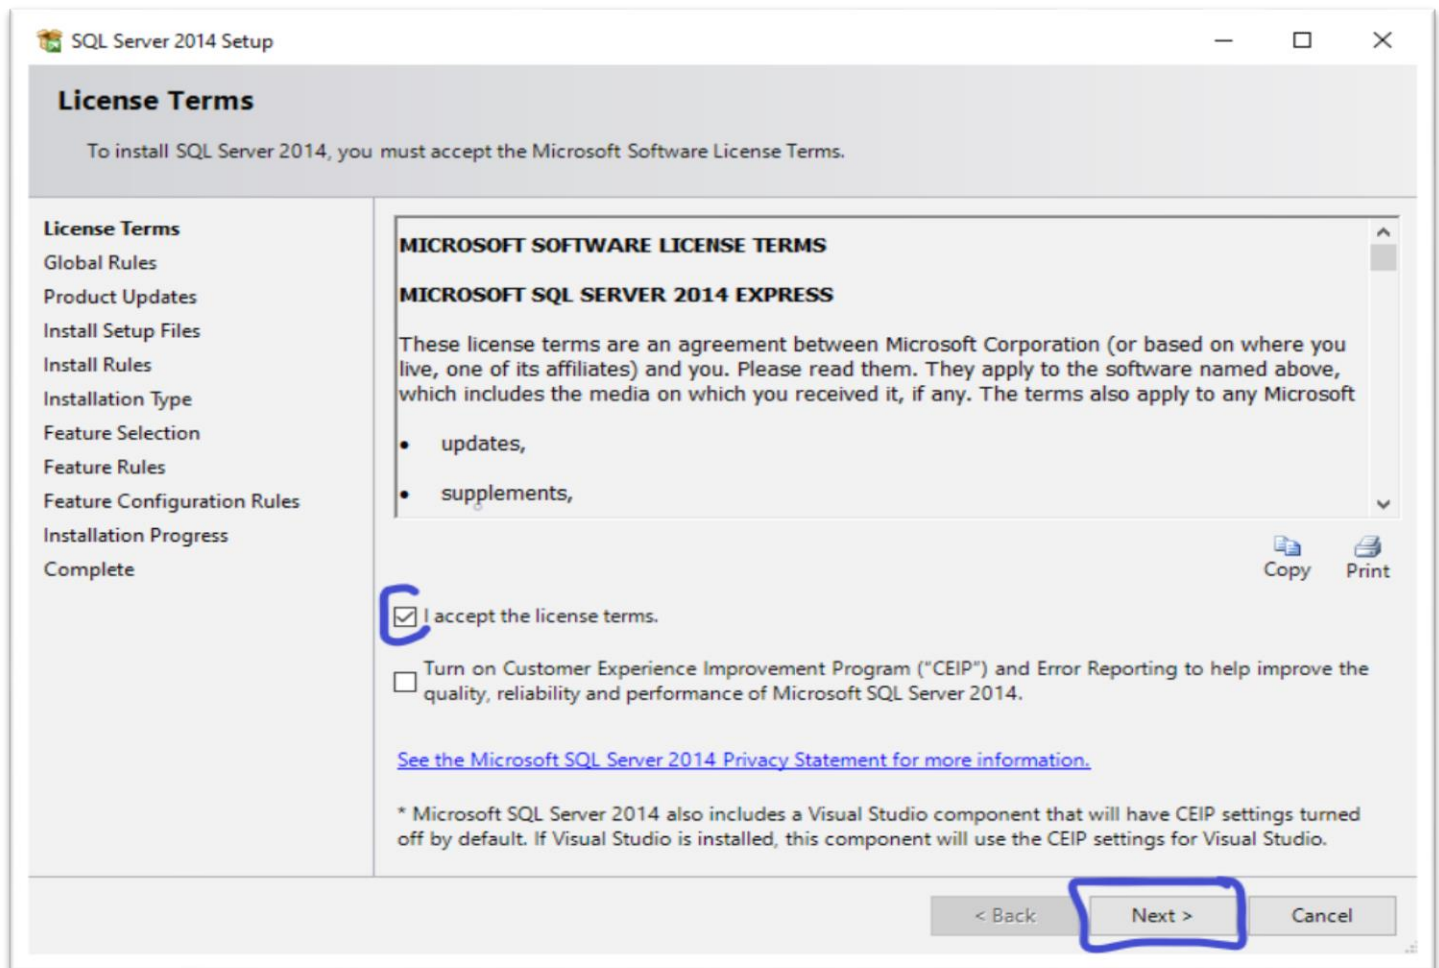 SQL Server 2014 Setup
License Terms
To install SQL Server 2014, you must accept the Microsoft Software License Terms.
License Terms
Global Rules
Product Updates
Install Setup Files
Install Rules
Installation Type
Feature Selection
Feature Rules
Feature Configuration Rules
Installation Progress
Complete
MICROSOFT SOFTWARE LICENSE TERMS
MICROSOFT SQL SERVER 2014 EXPRESS
These license terms are an agreement between Microsoft Corporation (or based on where you
live, one of its affiliates) and you. Please read them. They apply to the software named above,
which includes the media on which you received it, if any. The terms also apply to any Microsoft
• updates,
• supplements,
Copy
Print
I accept the license terms.
Turn on Customer Experience Improvement Program ("CEIP") and Error Reporting to help improve the
quality, reliability and performance of Microsoft SQL Server 2014.
See the Microsoft SQL Server 2014 Privacy Statement for more information.
* Microsoft SQL Server 2014 also includes a Visual Studio component that will have CEIP settings turned
off by default. If Visual Studio is installed, this component will use the CEIP settings for Visual Studio.
< Back
Next >
Cancel